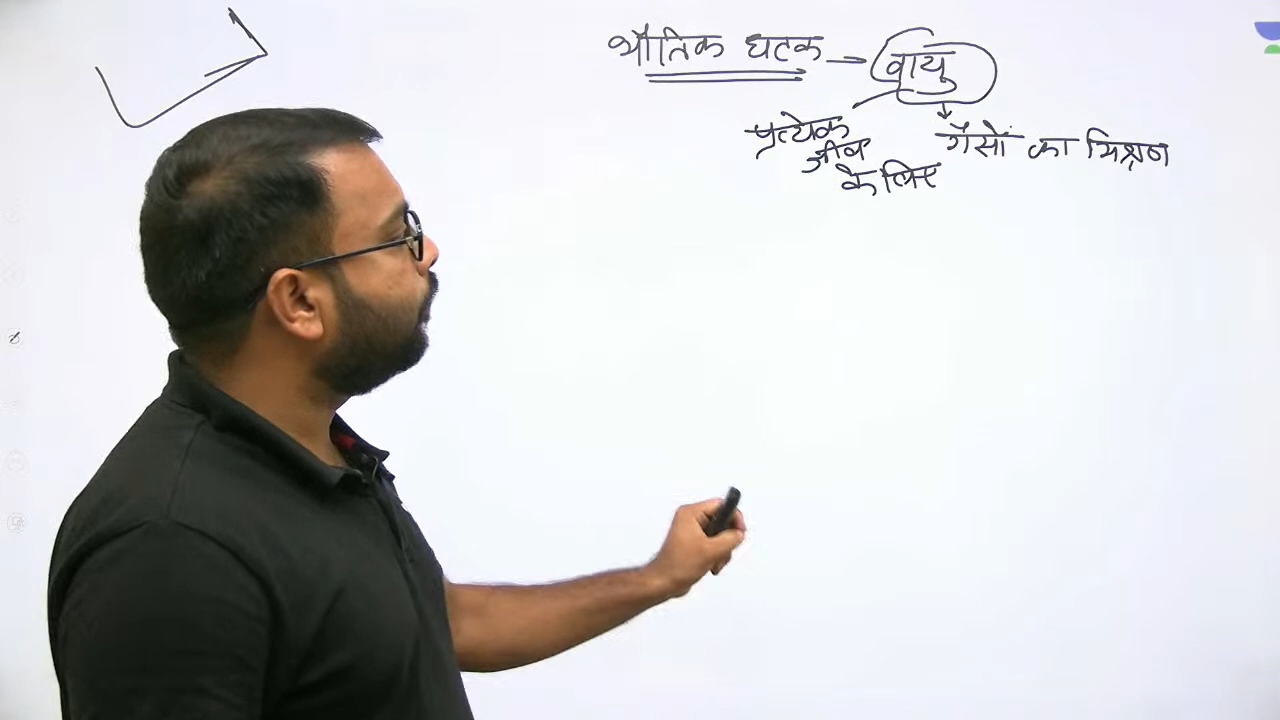 भौतिक घटक → वायु
प्रत्येक
जीव
के लिए
गैसों का मिश्रण